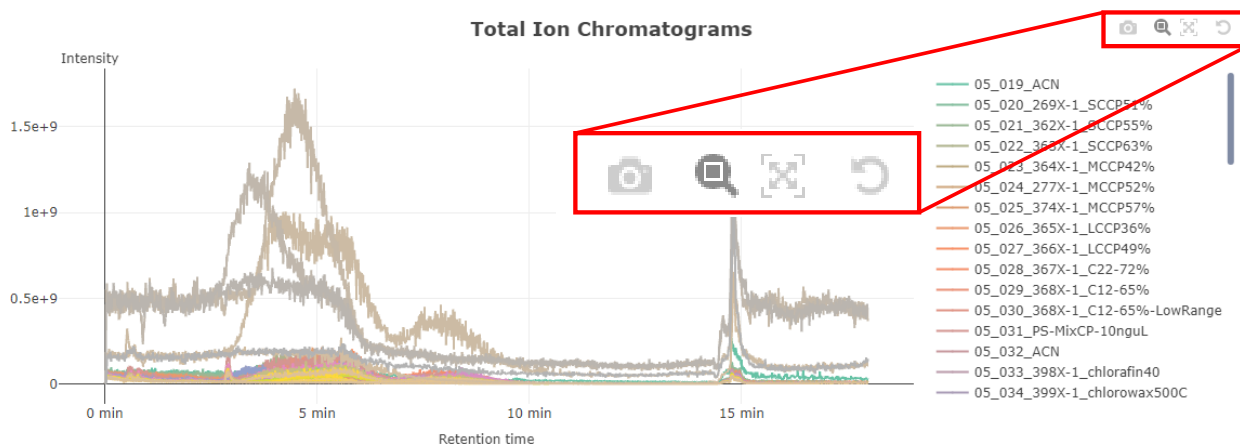 Total Ion Chromatograms
Intensity
1.5e+9
1e+9
0.5e+9
0
0 min
5 min
10 min
15 min
Retention time
05_019_ACN
05_020_269X-1_SCCP51%
05_021_362X-1_SCCP55%
05_022_363X-1_SCCP63%
05_023_364X-1_MCCP42%
05_024_277X-1_MCCP52%
05_025_374X-1_MCCP57%
05_026_365X-1_LCCP36%
05_027_366X-1_LCCP49%
05_028_367X-1_C22-72%
05_029_368X-1_C12-65%
05_030_368X-1_C12-65%-LowRange
05_031_PS-MixCP-10nguL
05_032_ACN
05_033_398X-1_chlorafin40
05_034_399X-1_chlorowax500C